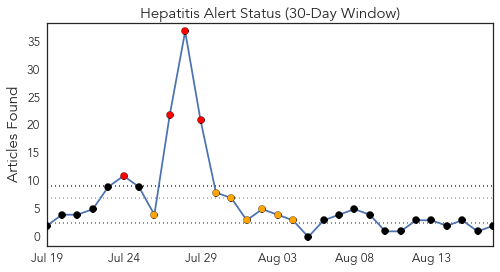 Hepatitis Alert Status (30-Day Window)
Articles Found
35
30
25
20
15
10
5
0
Jul 19
Jul 24
Jul 29
Aug 03
Aug 08
Aug 13